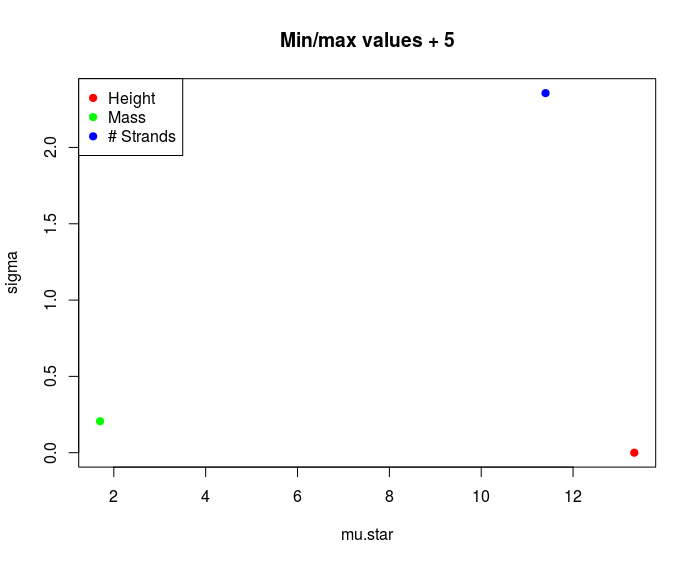 Min/max values + 5
Height
Mass
# Strands
sigma
2.0
1.5
1.0
0.5
0.0
2 4 6 8 10 12
mu.star